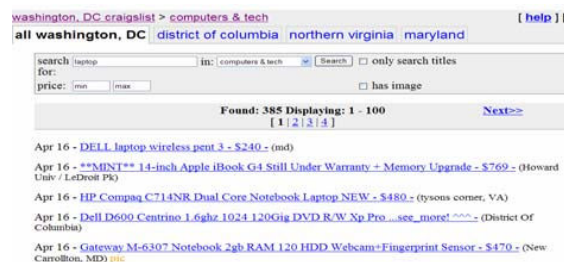 washington, DC craigslist > computers & tech [ help ] [
all washington, DC district of columbia northern virginia maryland
search for: laptop in: computers & tech Search only search titles
price: min max has image
Found: 385 Displaying: 1 - 100 Next>>
[ 1 | 2 | 3 | 4 ]
Apr 16 - DELL laptop wireless pent 3 - $240 - (md)
Apr 16 - **MINT** 14-inch Apple iBook G4 Still Under Warranty + Memory Upgrade - $769 - (Howard
Univ / LeDroit Pk)
Apr 16 - HP Compaq C714NR Dual Core Notebook Laptop NEW - $480 - (tysons corner, VA)
Apr 16 - Dell D600 Centrino 1.6ghz 1024 120Gig DVD R/W Xp Pro ...see_more! ^^^ - (District Of
Columbia)
Apr 16 - Gateway M-6307 Notebook 2gb RAM 120 HDD Webcam+Fingerprint Sensor - $470 - (New
Carrollton, MD) pic